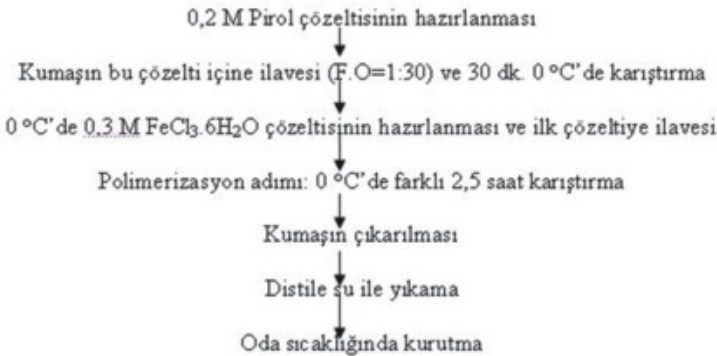 0,2 M Pirol çözeltisinin hazırlanması
Kumaşın bu çözelti içine ilavesi (F.O=1:30) ve 30 dk. 0 °C'de karıştırma
0 °C'de 0,3 M FeCl₃.6H₂O çözeltisinin hazırlanması ve ilk çözeltiye ilavesi
Polimerizasyon adımı: 0 °C'de farklı 2,5 saat karıştırma
Kumaşın çıkarılması
Distile su ile yıkama
Oda sıcaklığında kurutma